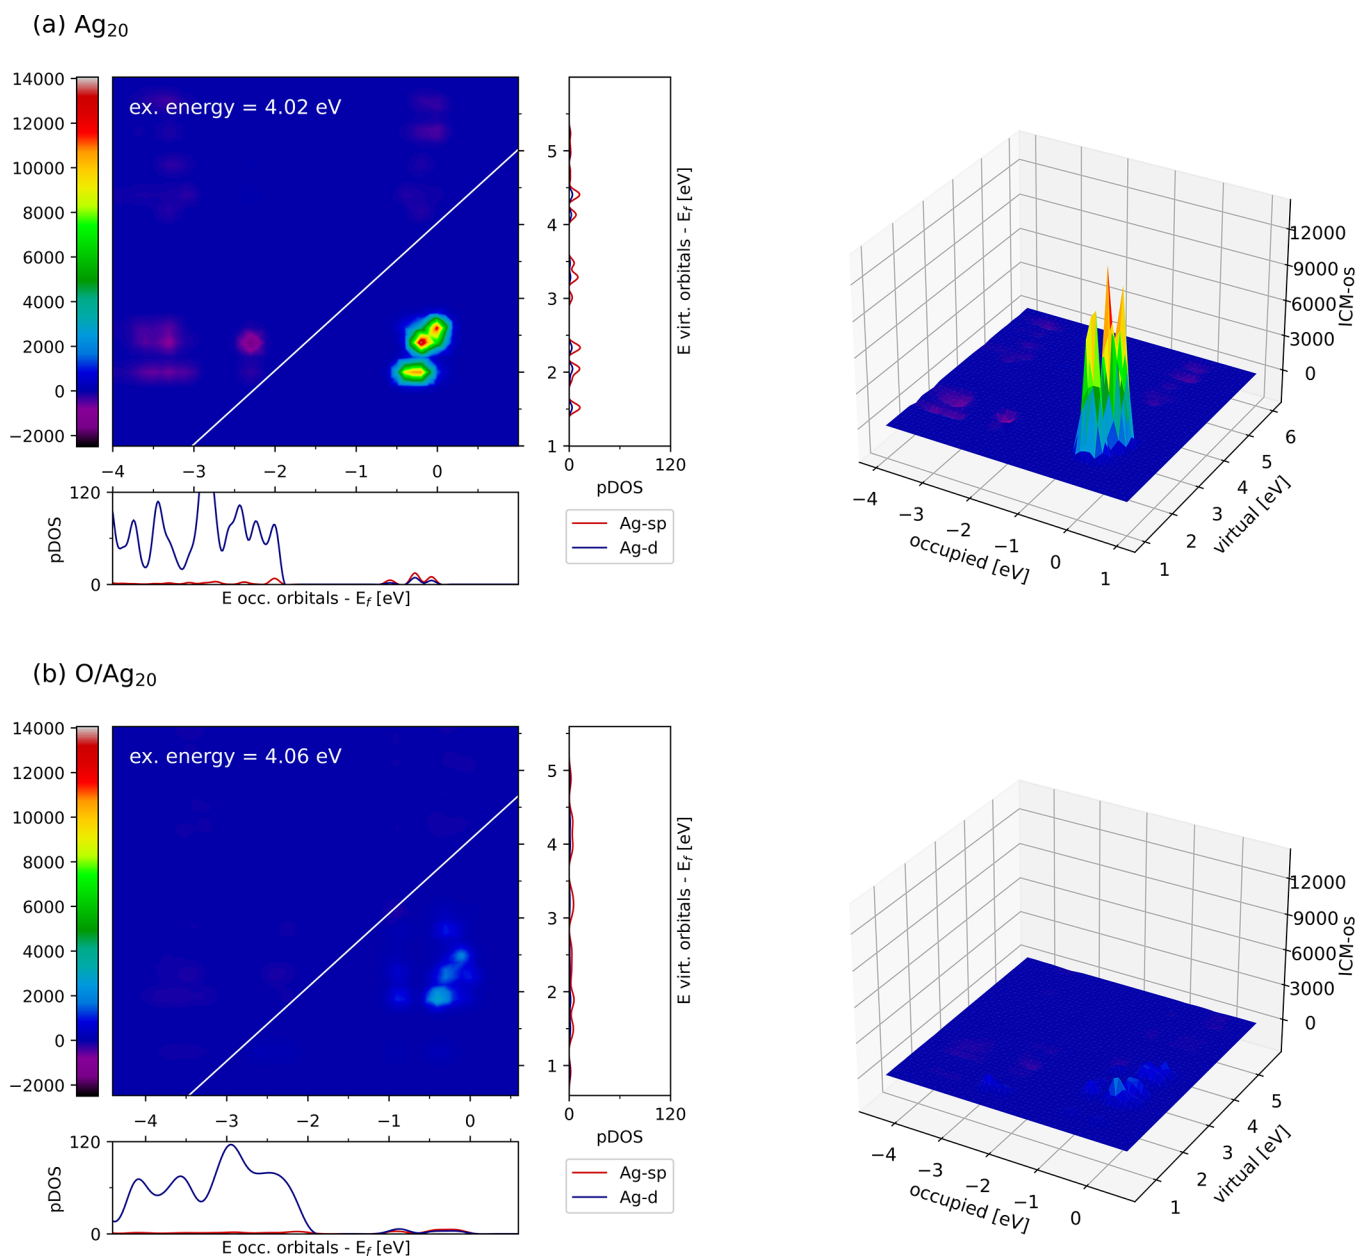 (a) Ag₂₀
14000
12000
10000
8000
6000
4000
2000
0
−2000
ex. energy = 4.02 eV
−4 −3 −2 −1 0
5
4
3
2
1
E virt. orbitals - E_f [eV]
0 120
pDOS
Ag-sp
Ag-d
120
0
pDOS
E occ. orbitals - E_f [eV]
12000
9000
6000
3000
0
ICM-os
−4 −3 −2 −1 0 1
occupied [eV]
1 2 3 4 5 6
virtual [eV]
(b) O/Ag₂₀
14000
12000
10000
8000
6000
4000
2000
0
−2000
ex. energy = 4.06 eV
−4 −3 −2 −1 0
5
4
3
2
1
E virt. orbitals - E_f [eV]
0 120
pDOS
Ag-sp
Ag-d
120
0
pDOS
E occ. orbitals - E_f [eV]
12000
9000
6000
3000
0
ICM-os
−4 −3 −2 −1 0
occupied [eV]
1 2 3 4 5
virtual [eV]